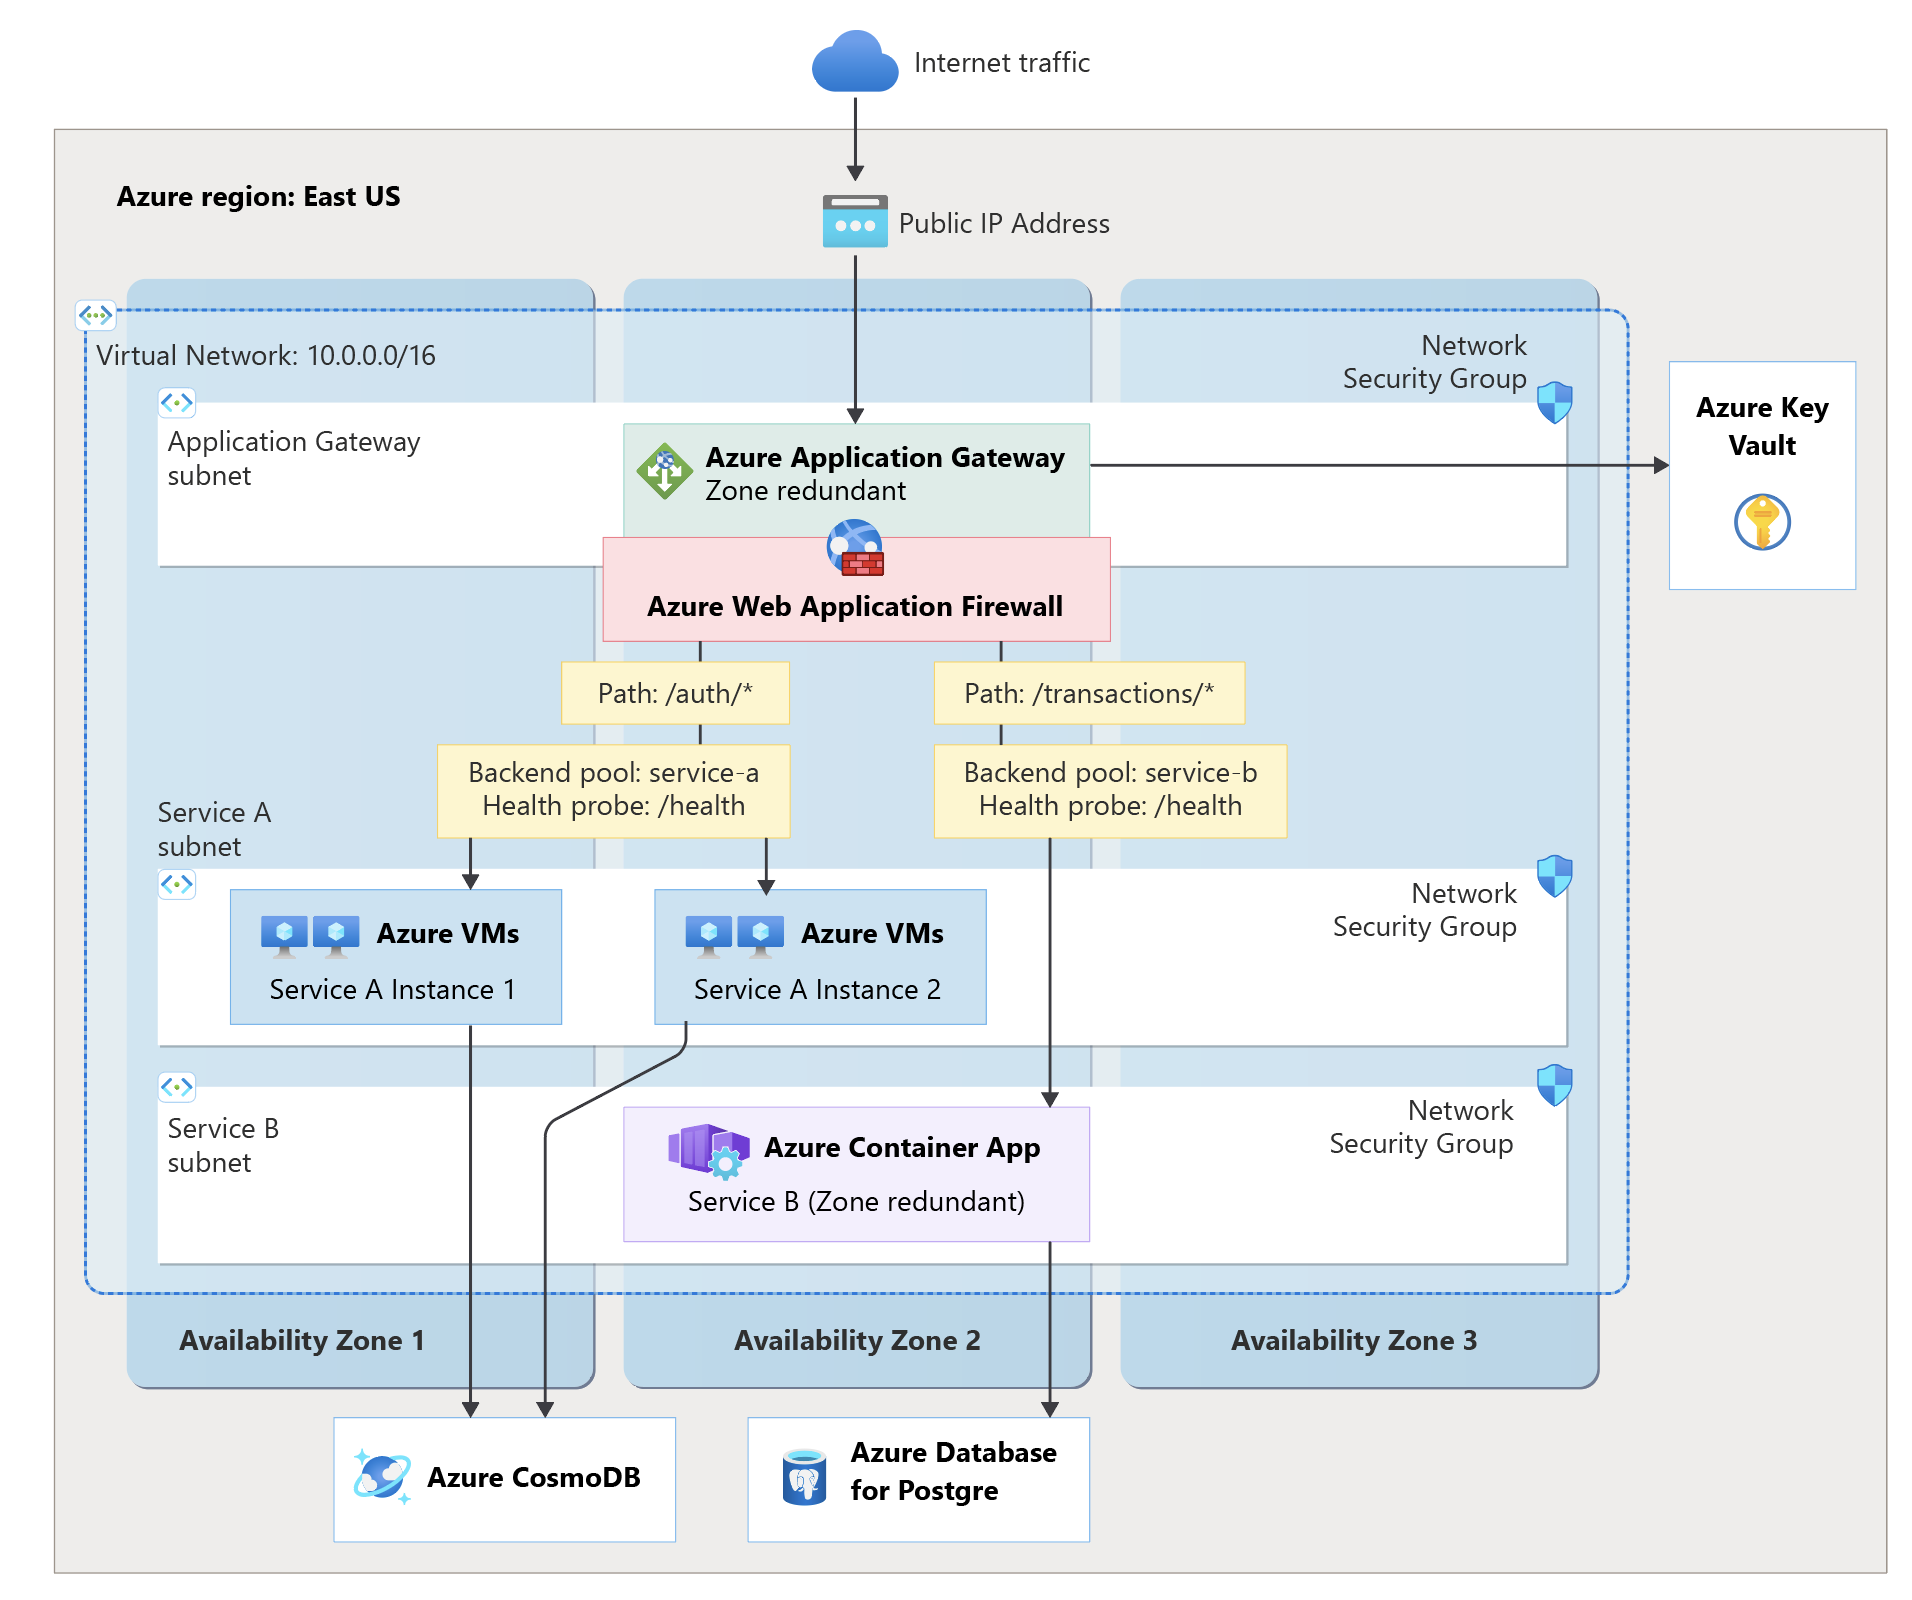 Internet traffic
Azure region: East US
Public IP Address
Virtual Network: 10.0.0.0/16
Network
Security Group
Application Gateway
subnet
Azure Application Gateway
Zone redundant
Azure Key
Vault
Azure Web Application Firewall
Path: /auth/*
Path: /transactions/*
Backend pool: service-a
Health probe: /health
Backend pool: service-b
Health probe: /health
Service A
subnet
Azure VMs
Service A Instance 1
Azure VMs
Service A Instance 2
Network
Security Group
Service B
subnet
Azure Container App
Service B (Zone redundant)
Network
Security Group
Availability Zone 1
Availability Zone 2
Availability Zone 3
Azure CosmoDB
Azure Database
for Postgre